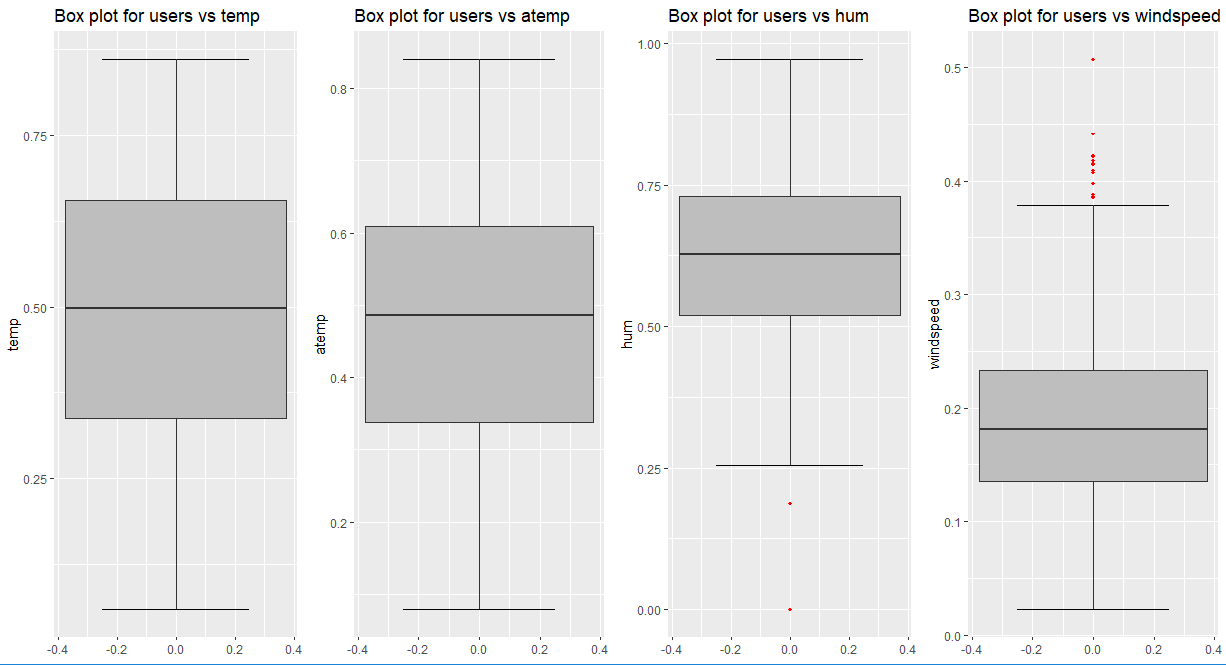 Box plot for users vs temp
temp
0.75
0.50
0.25
-0.4 -0.2 0.0 0.2 0.4
Box plot for users vs atemp
atemp
0.8
0.6
0.4
0.2
-0.4 -0.2 0.0 0.2 0.4
Box plot for users vs hum
hum
1.00
0.75
0.50
0.25
0.00
-0.4 -0.2 0.0 0.2 0.4
Box plot for users vs windspeed
windspeed
0.5
0.4
0.3
0.2
0.1
0.0
-0.4 -0.2 0.0 0.2 0.4